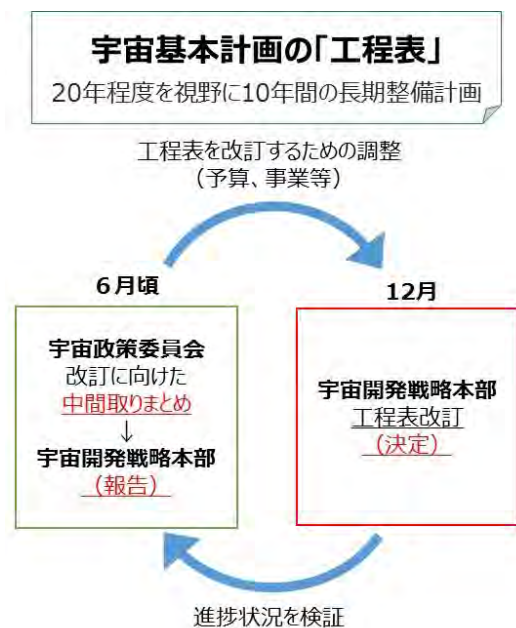 宇宙基本計画の「工程表」
20年程度を視野に10年間の長期整備計画
工程表を改訂するための調整
（予算、事業等）
６月頃
宇宙政策委員会
改訂に向けた
中間取りまとめ
↓
宇宙開発戦略本部
（報告）
12月
宇宙開発戦略本部
工程表改訂
（決定）
進捗状況を検証